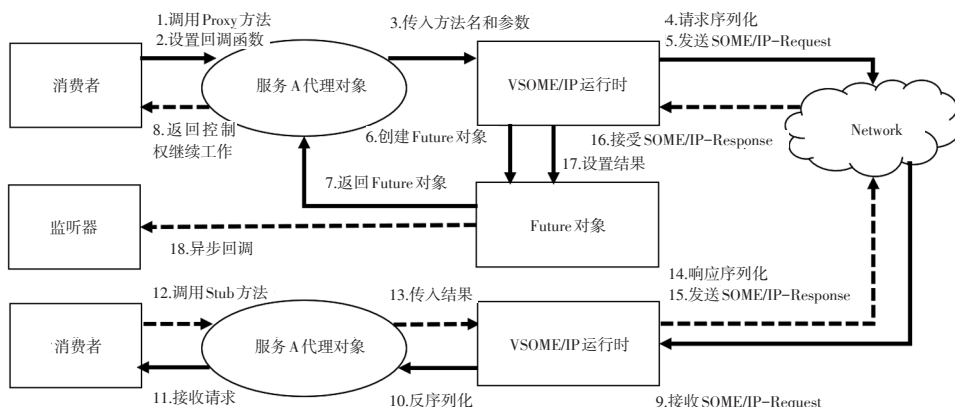 1.调用Proxy方法
2.设置回调函数
3.传入方法名和参数
4.请求序列化
5.发送SOME/IP-Request
消费者
服务A代理对象
VSOME/IP运行时
Network
8.返回控制
权继续工作
6.创建Future对象
16.接受SOME/IP-Response
17.设置结果
7.返回Future对象
监听器
Future对象
18.异步回调
14.响应序列化
15.发送SOME/IP-Response
12.调用Stub方法
13.传入结果
消费者
服务A代理对象
VSOME/IP运行时
11.接收请求
10.反序列化
9.接收SOME/IP-Request